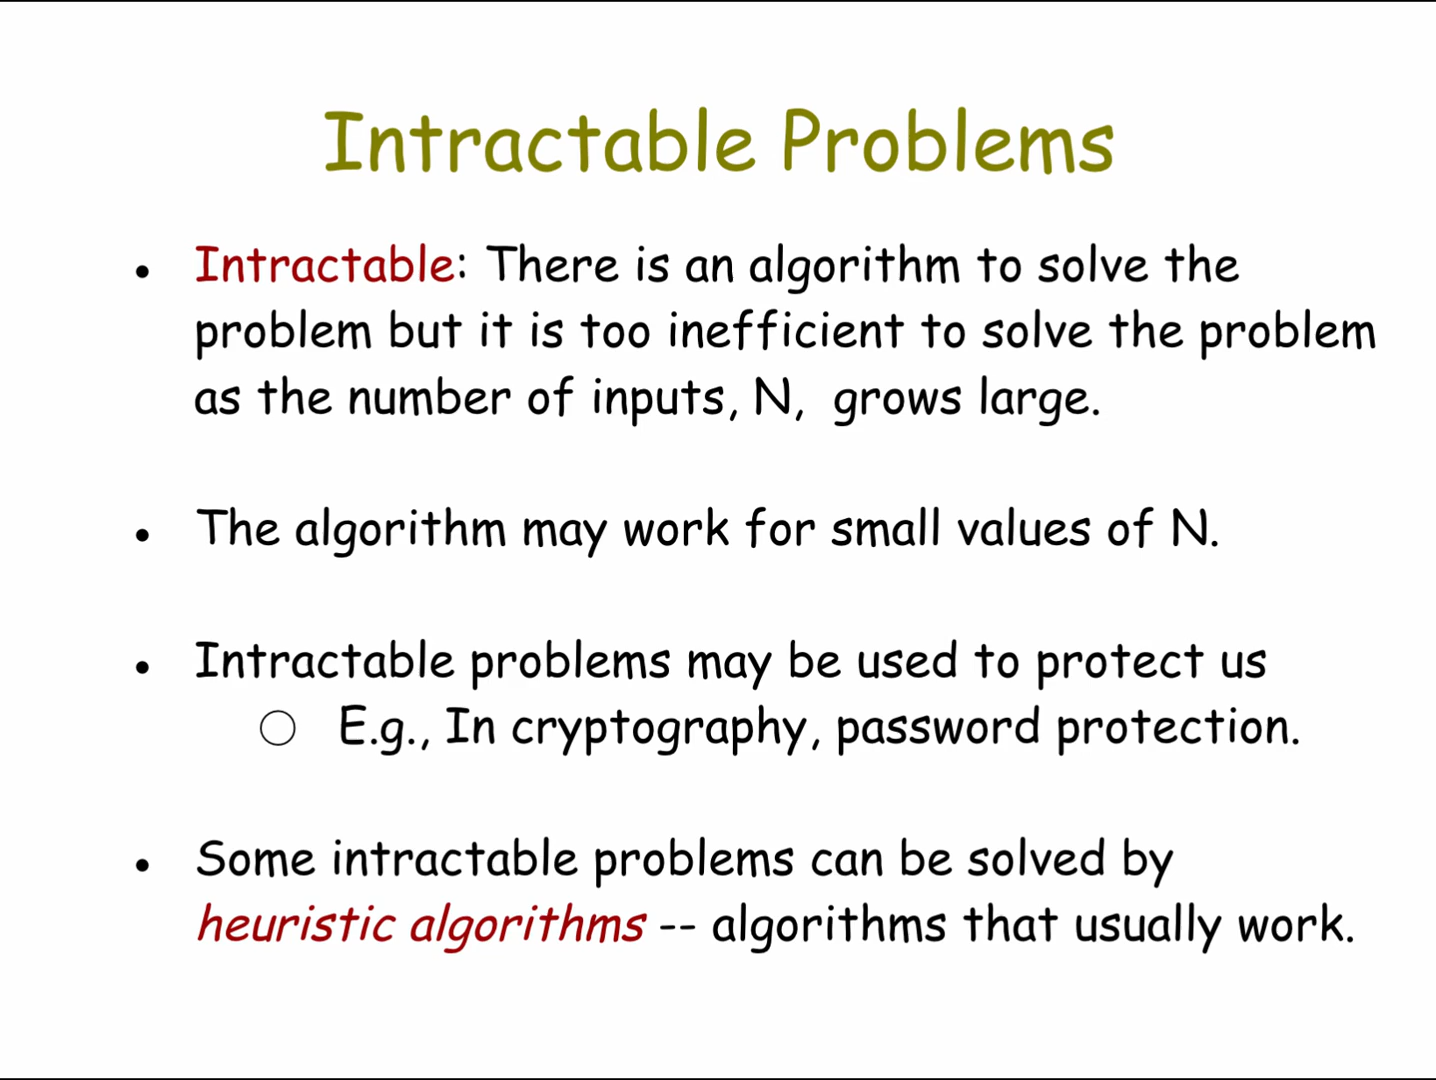 Intractable Problems
• Intractable: There is an algorithm to solve the
problem but it is too inefficient to solve the problem
as the number of inputs, N, grows large.
• The algorithm may work for small values of N.
• Intractable problems may be used to protect us
○ E.g., In cryptography, password protection.
• Some intractable problems can be solved by
heuristic algorithms -- algorithms that usually work.